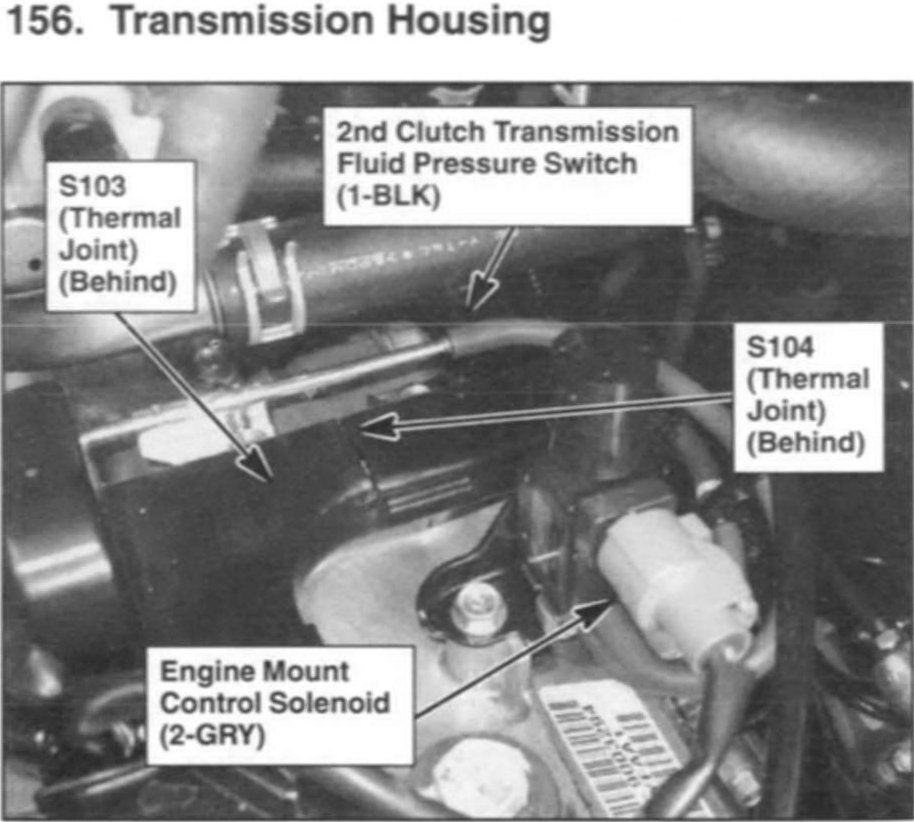 156. Transmission Housing
2nd Clutch Transmission
Fluid Pressure Switch
(1-BLK)
S103
(Thermal
Joint)
(Behind)
S104
(Thermal
Joint)
(Behind)
Engine Mount
Control Solenoid
(2-GRY)